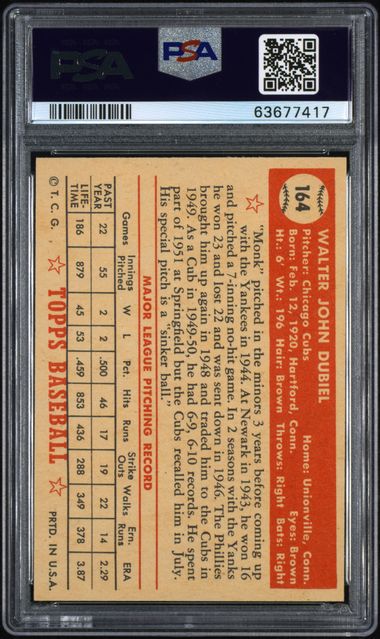 PSA
PSA
63677417
164
WALTER JOHN DUBIEL
Pitcher: Chicago Cubs Home: Unionville, Conn.
Born: Feb. 12, 1920, Hartford, Conn. Eyes: Brown
Ht.: 6' Wt.: 196 Hair: Brown Throws: Right Bats: Right
"Monk" pitched in the minors 3 years before coming up
with the Yankees in 1944. At Newark in 1943, he won 16
and pitched a 7-inning no-hit game. In 2 seasons with the Yanks
he won 23 and lost 22 and was sent down in 1946. The Phillies
brought him up again in 1948 and traded him to the Cubs in
1949. As a Cub in 1949-50, he had 6-9, 6-10 records. He spent
part of 1951 at Springfield but the Cubs recalled him in July.
His special pitch is a "sinker ball."
MAJOR LEAGUE PITCHING RECORD
Games Innings Pitched W L Pct. Hits Runs Strike Outs Walks Ern. Runs ERA
PAST YEAR 22 55 2 2 .500 46 17 19 22 14 2.29
LIFE-TIME 186 879 45 53 .459 853 436 288 349 378 3.87
© T. C. G. TOPPS BASEBALL PRTD. IN U.S.A.